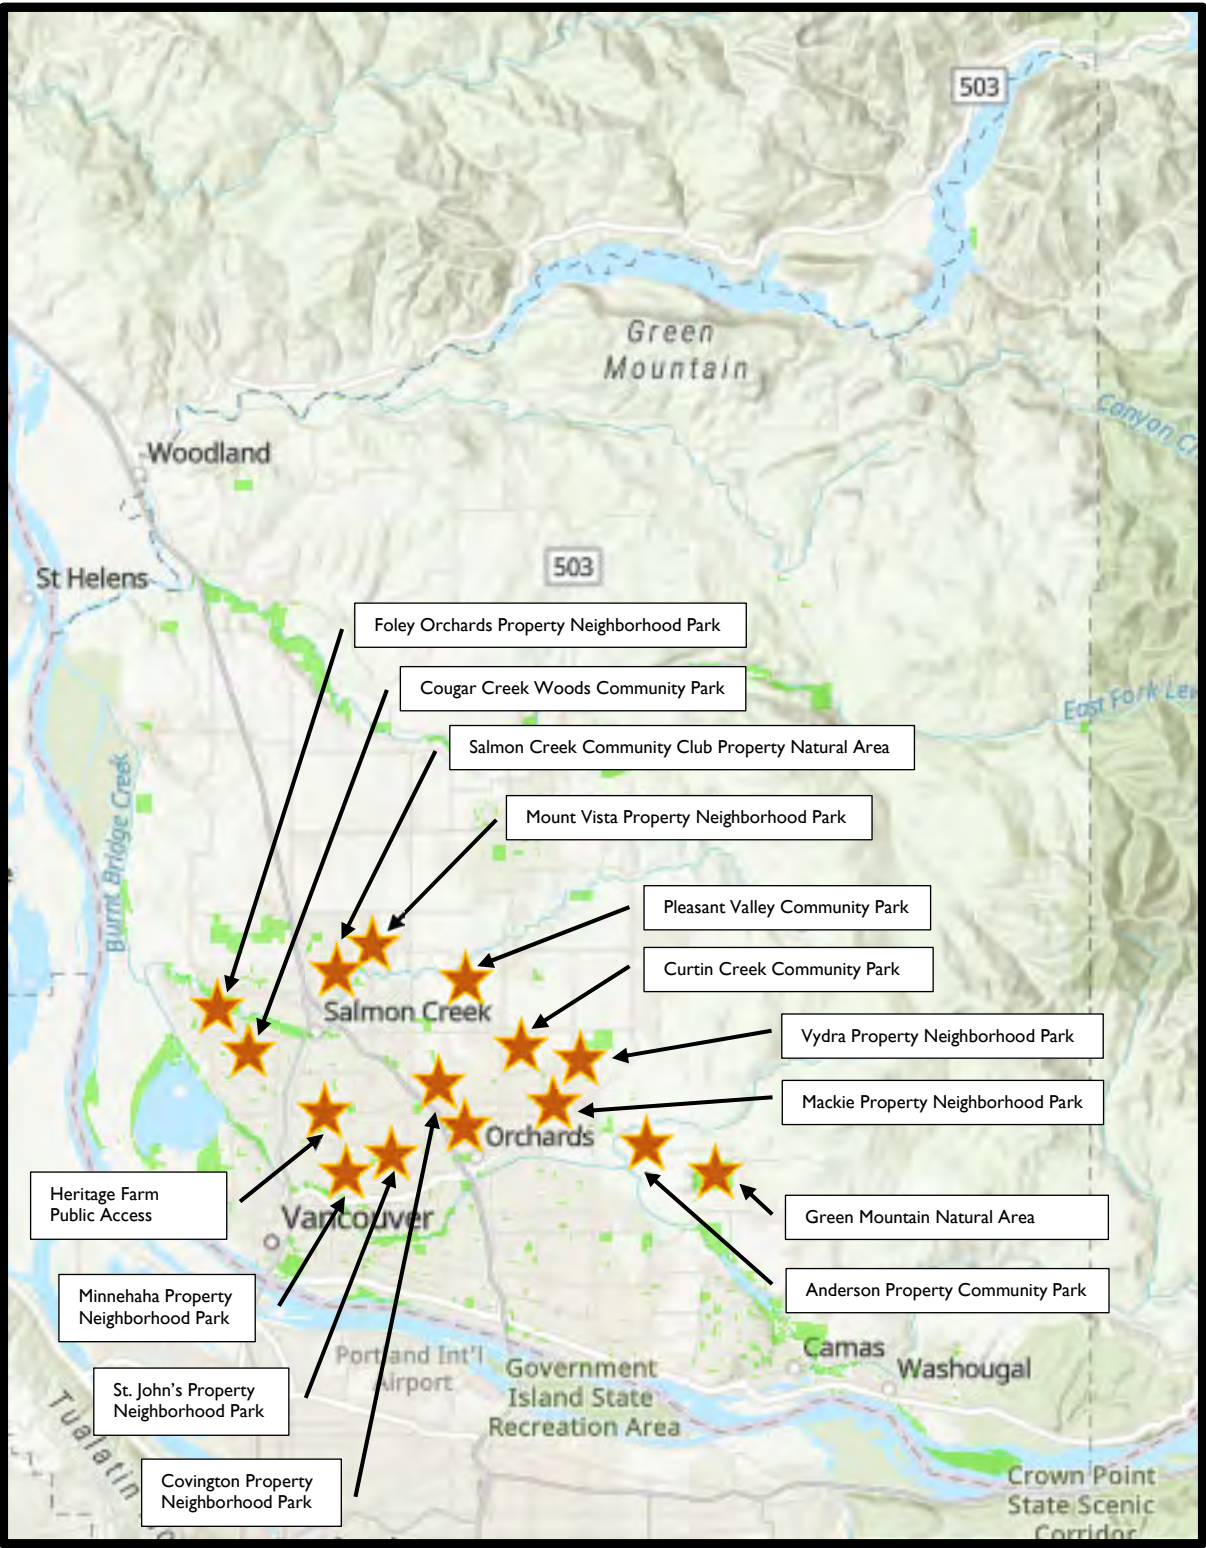 503
Green
Mountain
Canyon Cr
Woodland
503
St Helens
Foley Orchards Property Neighborhood Park
Cougar Creek Woods Community Park
East Fork Lew
Salmon Creek Community Club Property Natural Area
Burnt Bridge Creek
Mount Vista Property Neighborhood Park
Pleasant Valley Community Park
Curtin Creek Community Park
Salmon Creek
Vydra Property Neighborhood Park
Mackie Property Neighborhood Park
Orchards
Heritage Farm
Public Access
Vancouver
Green Mountain Natural Area
Minnehaha Property
Neighborhood Park
Anderson Property Community Park
Portland Int'l
Airport
Government
Island State
Recreation Area
Camas
Washougal
St. John's Property
Neighborhood Park
Tualatin
Covington Property
Neighborhood Park
Crown Point
State Scenic
Corridor